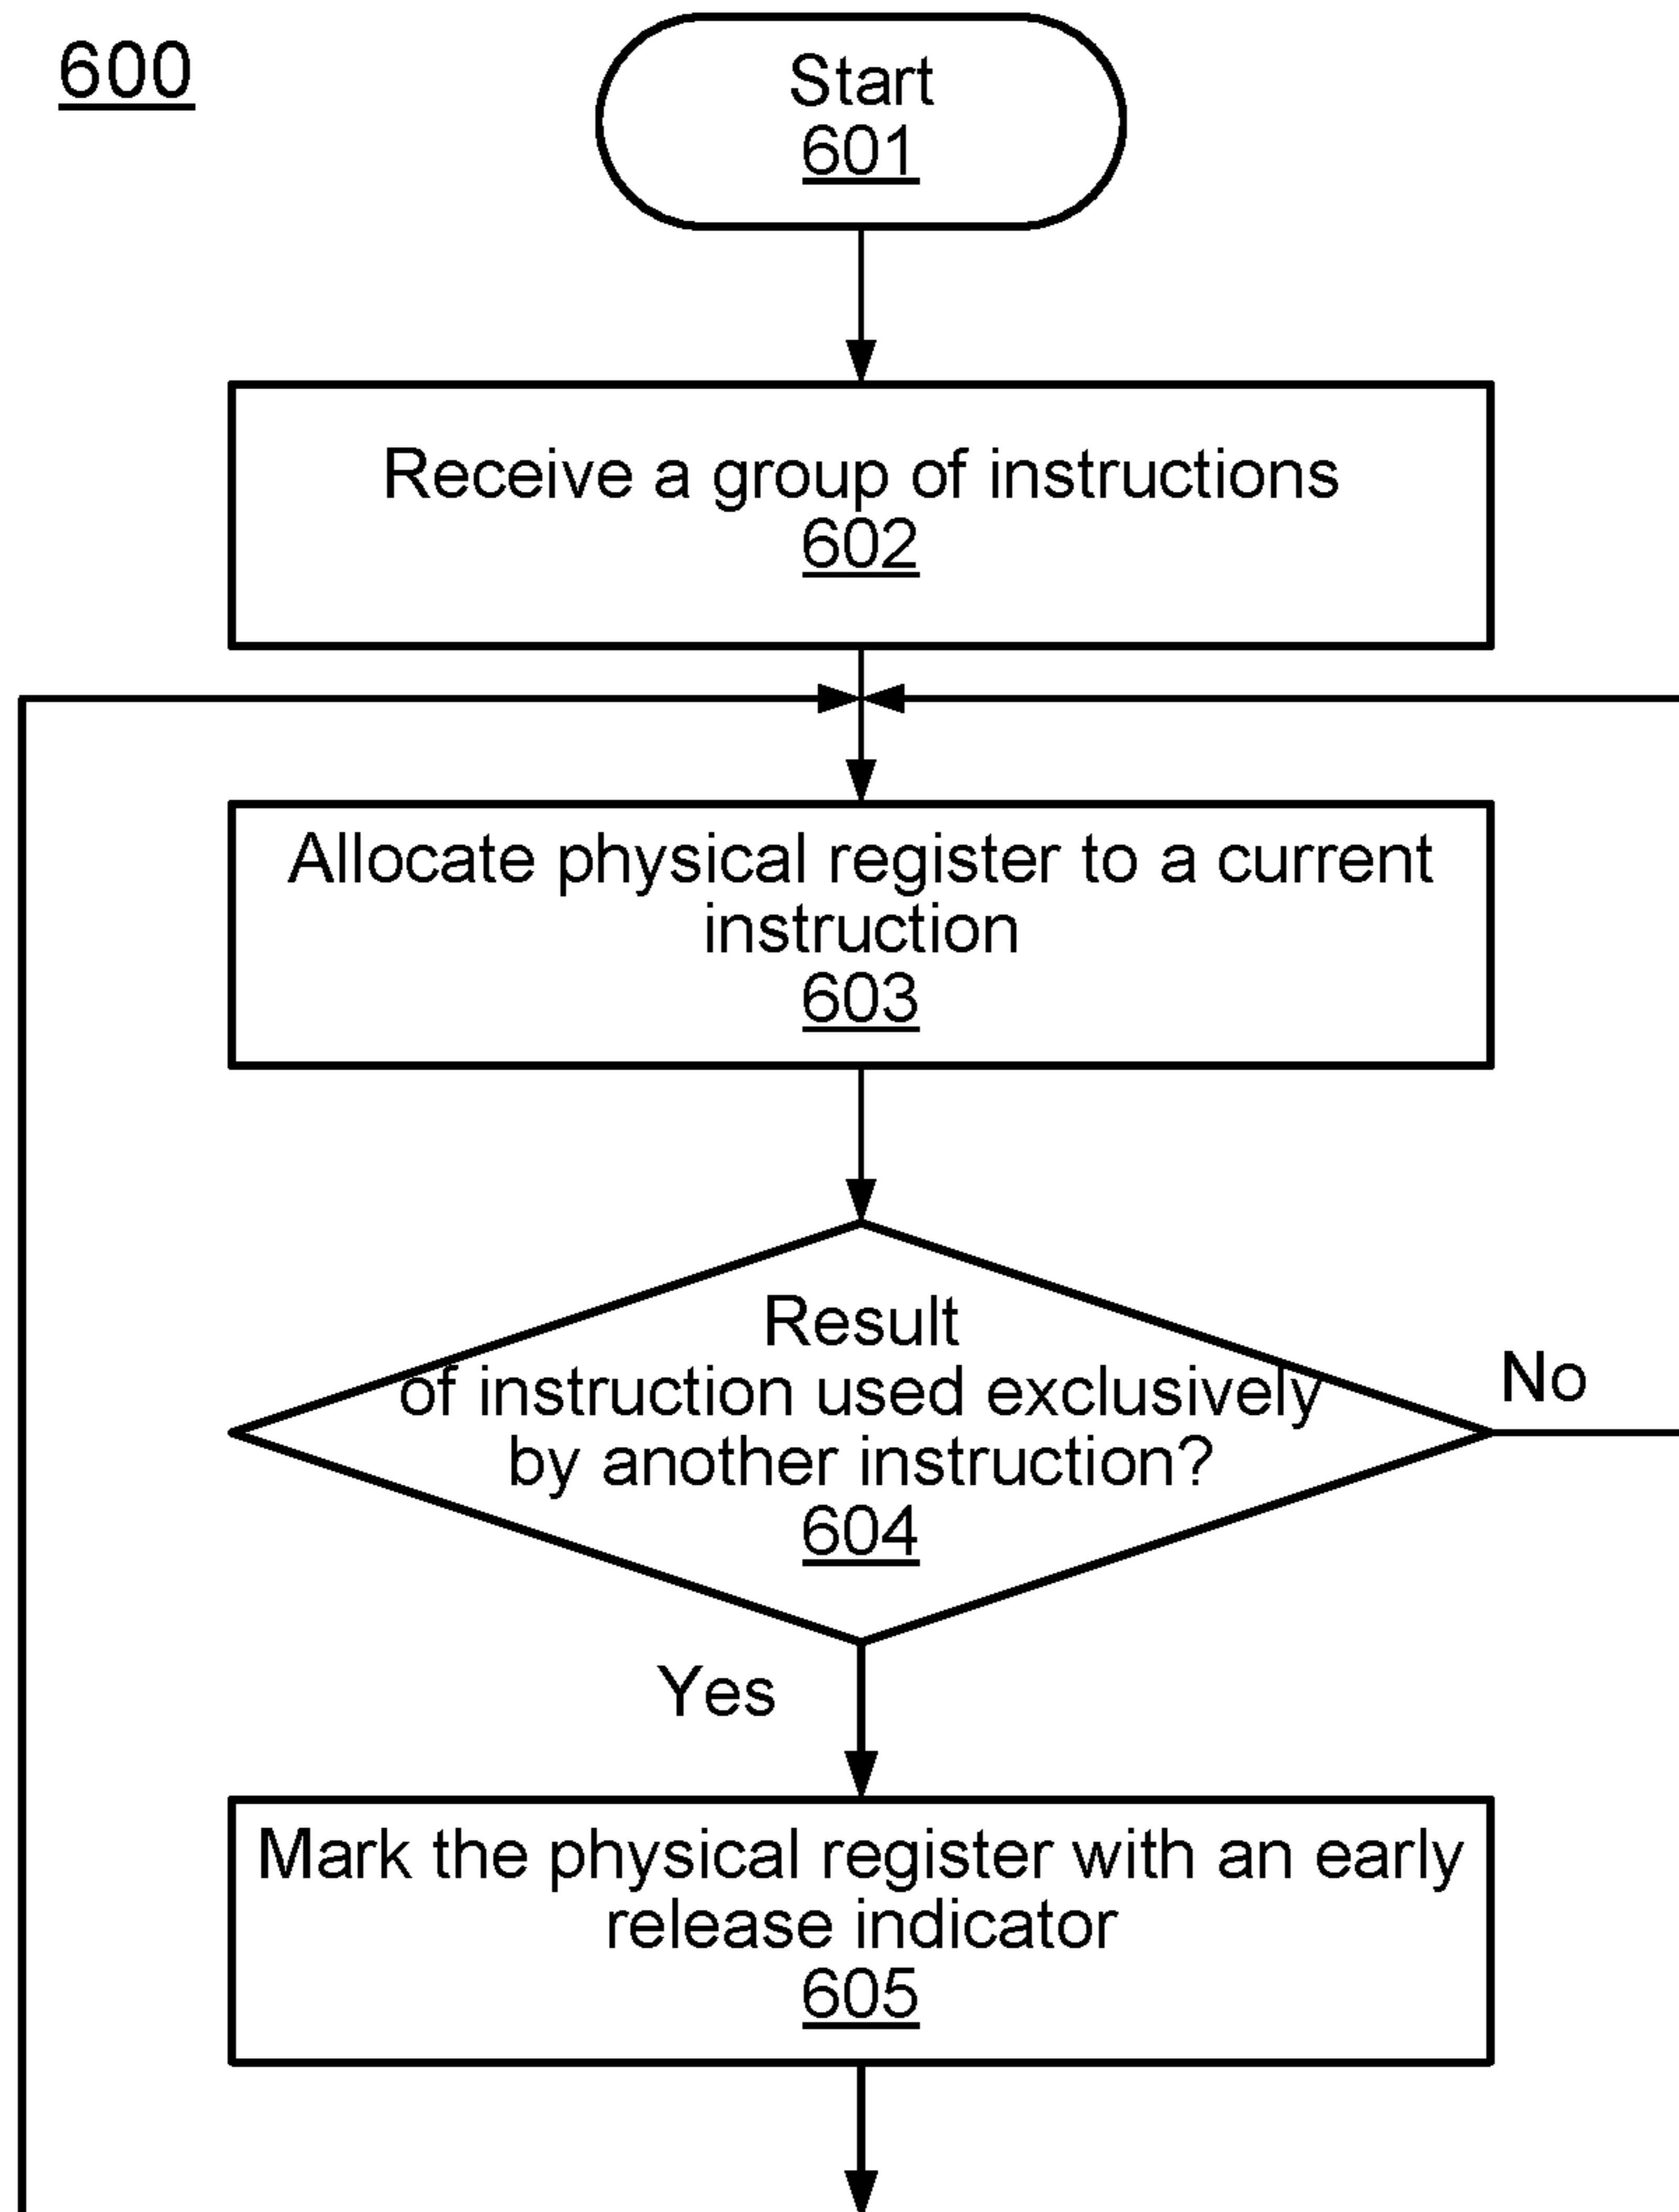 600
Start
601
Receive a group of instructions
602
Allocate physical register to a current
instruction
603
Result
of instruction used exclusively
by another instruction?
604
No
Yes
Mark the physical register with an early
release indicator
605